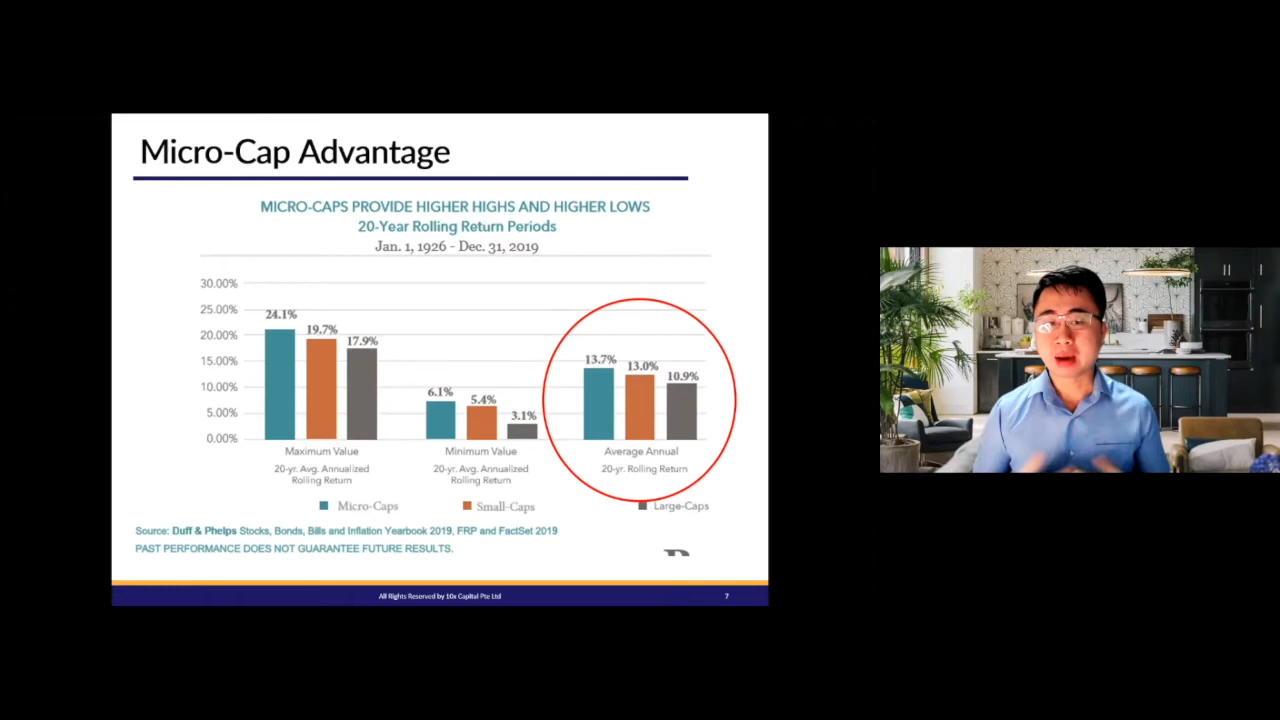 Micro-Cap Advantage
MICRO-CAPS PROVIDE HIGHER HIGHS AND HIGHER LOWS
20-Year Rolling Return Periods
Jan. 1, 1926 - Dec. 31, 2019
30.00%
25.00%
20.00%
15.00%
10.00%
5.00%
0.00%
24.1%
19.7%
17.9%
6.1%
5.4%
3.1%
13.7%
13.0%
10.9%
Maximum Value
20-yr. Avg. Annualized
Rolling Return
Minimum Value
20-yr. Avg. Annualized
Rolling Return
Average Annual
20-yr. Rolling Return
Micro-Caps
Small-Caps
Large-Caps
Source: Duff & Phelps Stocks, Bonds, Bills and Inflation Yearbook 2019, FRP and FactSet 2019
PAST PERFORMANCE DOES NOT GUARANTEE FUTURE RESULTS.
All Rights Reserved by 10x Capital Pte Ltd
7